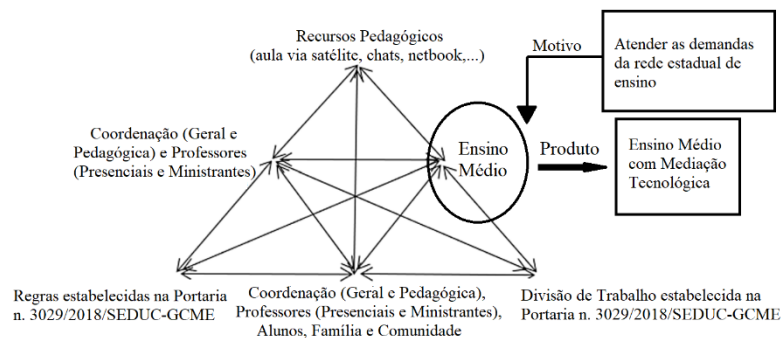 Recursos Pedagógicos
(aula via satélite, chats, netbook,...)
Motivo
Atender as demandas
da rede estadual de
ensino
Coordenação (Geral e
Pedagógica) e Professores
(Presenciais e Ministrantes)
Ensino
Médio
Produto
Ensino Médio
com Mediação
Tecnológica
Regras estabelecidas na Portaria
n. 3029/2018/SEDUC-GCME
Coordenação (Geral e Pedagógica),
Professores (Presenciais e Ministrantes),
Alunos, Família e Comunidade
Divisão de Trabalho estabelecida na
Portaria n. 3029/2018/SEDUC-GCME